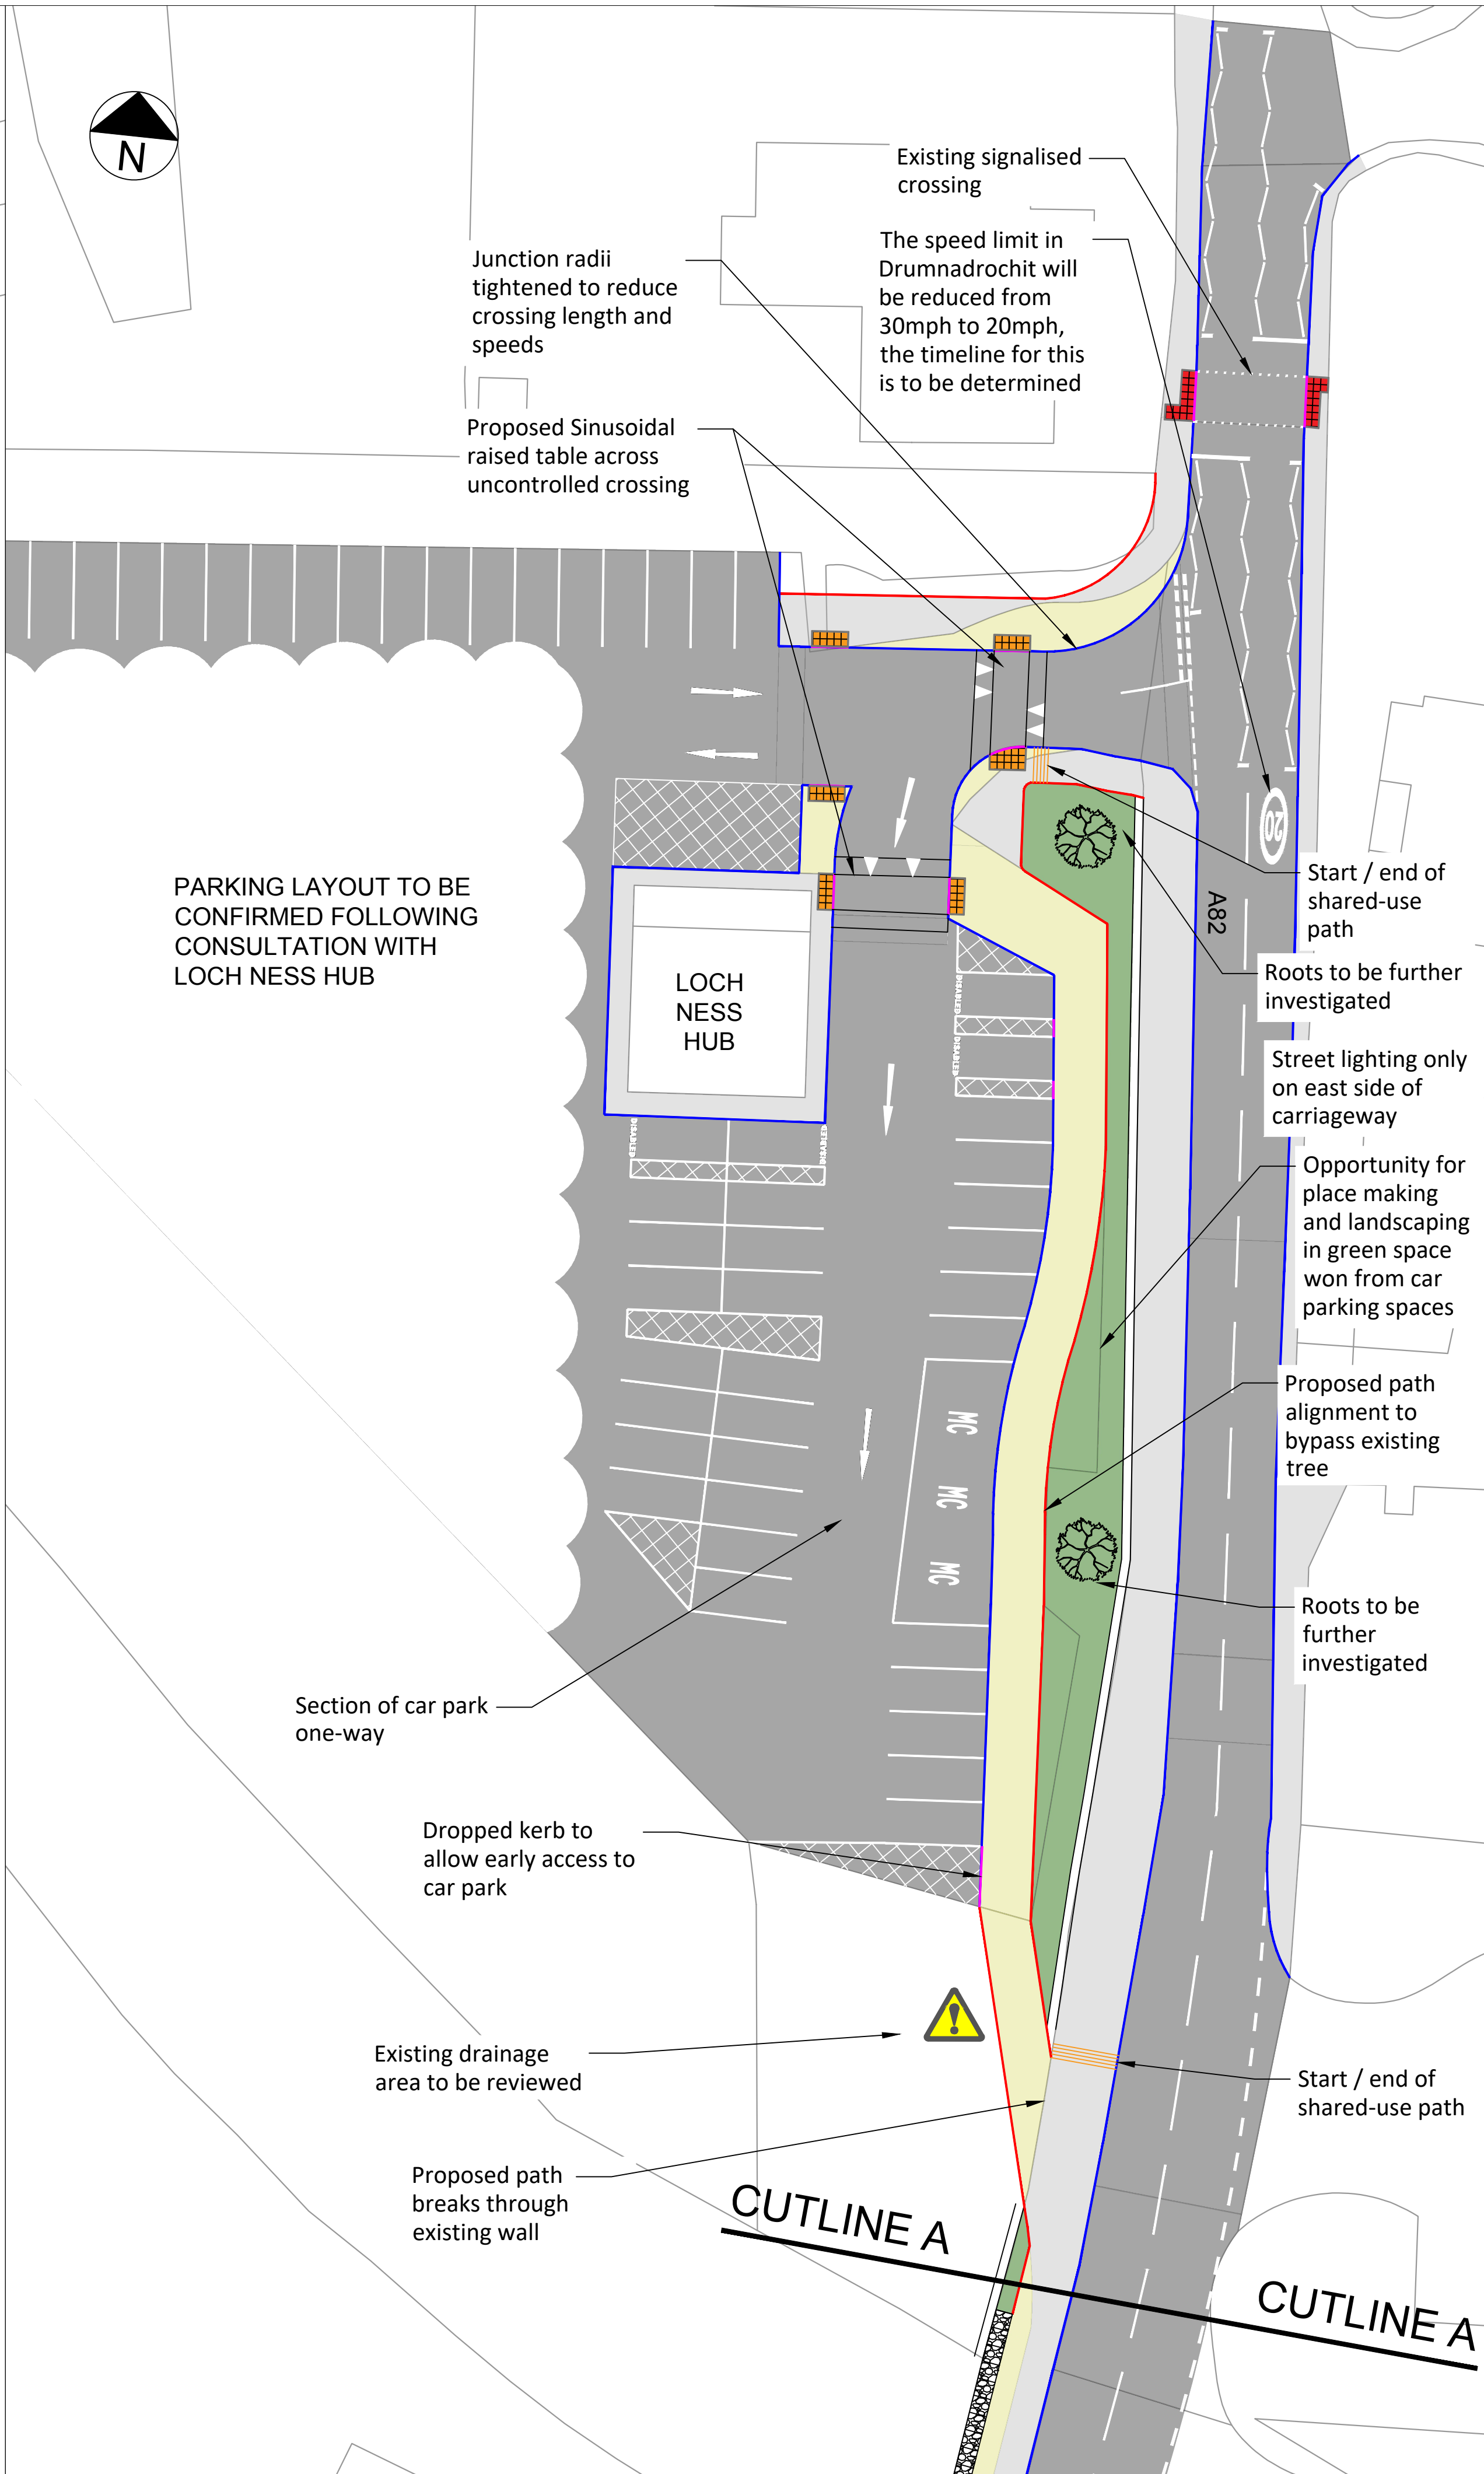 N
Existing signalised
crossing
The speed limit in
Drumnadrochit will
be reduced from
30mph to 20mph,
the timeline for this
is to be determined
Junction radii
tightened to reduce
crossing length and
speeds
Proposed Sinusoidal
raised table across
uncontrolled crossing
20
Start / end of
shared-use
path
A82
PARKING LAYOUT TO BE
CONFIRMED FOLLOWING
CONSULTATION WITH
LOCH NESS HUB
LOCH
NESS
HUB
DISABLED
DISABLED
Roots to be further
investigated
Street lighting only
on east side of
carriageway
DISABLED
DISABLED
Opportunity for
place making
and landscaping
in green space
won from car
parking spaces
Proposed path
alignment to
bypass existing
tree
MC
MC
MC
Roots to be
further
investigated
Section of car park
one-way
Dropped kerb to
allow early access to
car park
Existing drainage
area to be reviewed
Start / end of
shared-use path
Proposed path
breaks through
existing wall
CUTLINE A
CUTLINE A